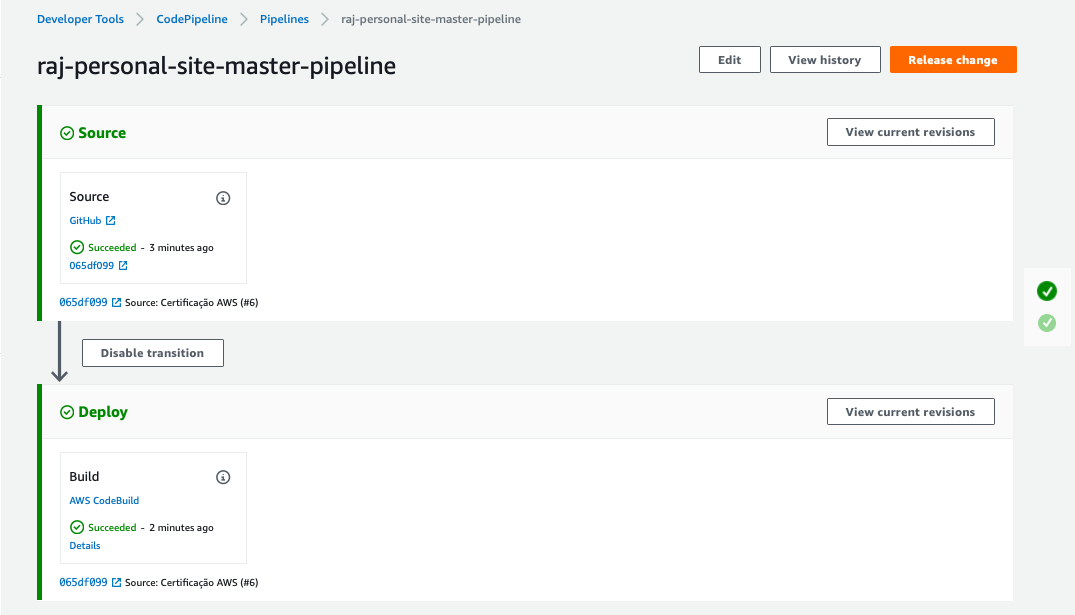 Developer Tools > CodePipeline > Pipelines > raj-personal-site-master-pipeline
raj-personal-site-master-pipeline
Edit
View history
Release change
Source
View current revisions
Source
GitHub
Succeeded - 3 minutes ago
065df099
065df099 Source: Certificação AWS (#6)
Disable transition
Deploy
View current revisions
Build
AWS CodeBuild
Succeeded - 2 minutes ago
Details
065df099 Source: Certificação AWS (#6)